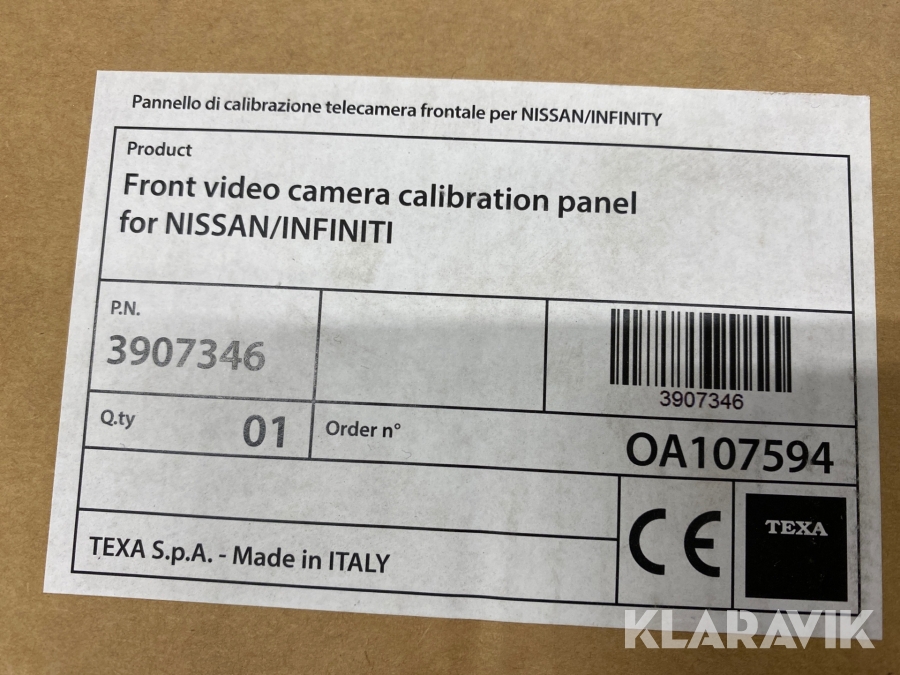 Pannello di calibrazione telecamera frontale per NISSAN/INFINITY
Product
Front video camera calibration panel
for NISSAN/INFINITI
P.N.
3907346
3907346
Q.ty
01
Order n°
OA107594
TEXA S.p.A. - Made in ITALY
CE
TEXA
KLARAVIK